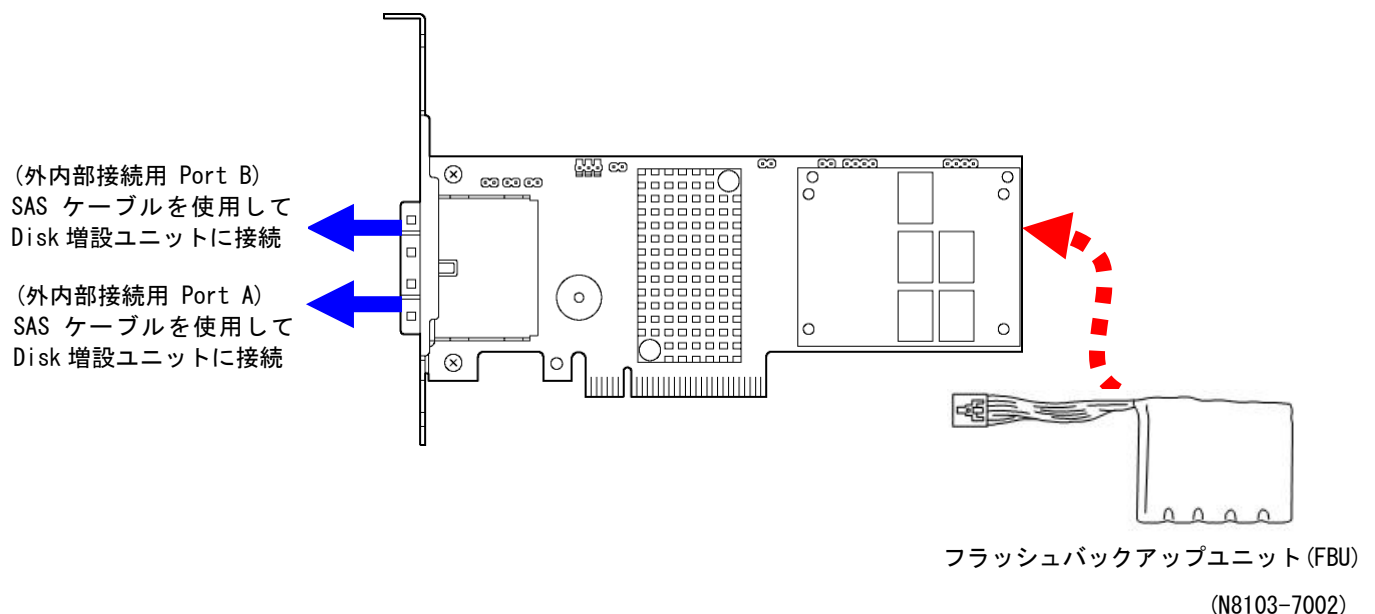 (外内部接続用 Port B)
SAS ケーブルを使用して
Disk 増設ユニットに接続
(外内部接続用 Port A)
SAS ケーブルを使用して
Disk 増設ユニットに接続
フラッシュバックアップユニット(FBU)
(N8103-7002)